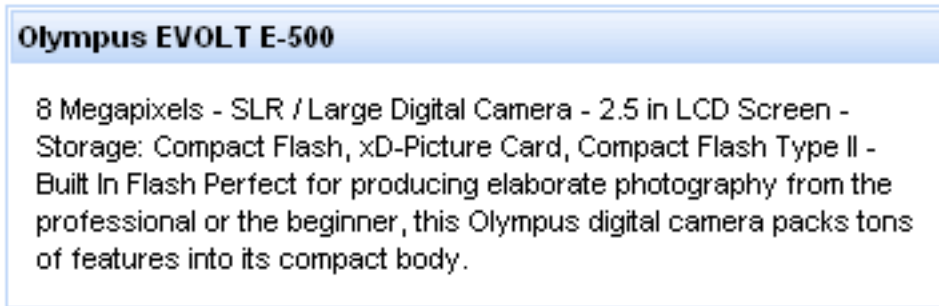 Olympus EVOLT E-500
8 Megapixels - SLR / Large Digital Camera - 2.5 in LCD Screen -
Storage: Compact Flash, xD-Picture Card, Compact Flash Type II -
Built In Flash Perfect for producing elaborate photography from the
professional or the beginner, this Olympus digital camera packs tons
of features into its compact body.